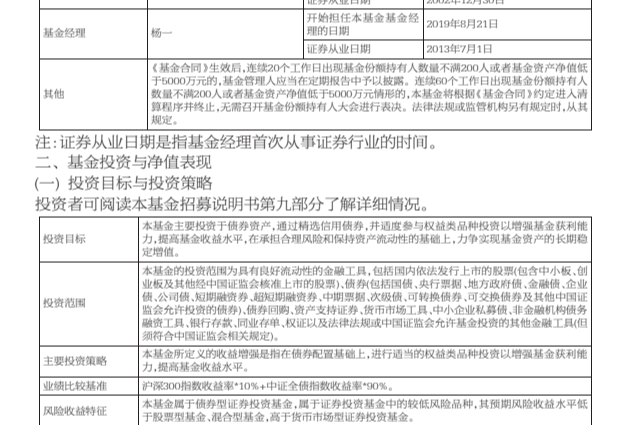 证券从业日期 2002年12月30日
基金经理 杨一 开始担任本基金基金经理的日期 2019年8月21日
证券从业日期 2013年7月1日
其他
《基金合同》生效后,连续20个工作日出现基金份额持有人数量不满200人或者基金资产净值低
于5000万元的,基金管理人应当在定期报告中予以披露。连续60个工作日出现基金份额持有人
数量不满200人或者基金资产净值低于5000万元情形的,本基金将根据《基金合同》约定进入清
算程序并终止,无需召开基金份额持有人大会进行表决。法律法规或监管机构另有规定时,从其
规定。
注:证券从业日期是指基金经理首次从事证券行业的时间。
二、基金投资与净值表现
(一) 投资目标与投资策略
投资者可阅读本基金招募说明书第九部分了解详细情况。
投资目标
本基金主要投资于债券资产,通过精选信用债券,并适度参与权益类品种投资以增强基金获利能
力,提高基金收益水平,在承担合理风险和保持资产流动性的基础上,力争实现基金资产的长期稳
定增值。
投资范围
本基金的投资范围为具有良好流动性的金融工具,包括国内依法发行上市的股票(包含中小板、创
业板及其他经中国证监会核准上市的股票)、债券(包括国债、央行票据、地方政府债、金融债、企业
债、公司债、短期融资券、超短期融资券、中期票据、次级债、可转换债券、可交换债券及其他中国证
监会允许投资的债券)、债券回购、资产支持证券、货币市场工具、中小企业私募债、非金融机构债务
融资工具、银行存款、同业存单、权证以及法律法规或中国证监会允许基金投资的其他金融工具(但
须符合中国证监会相关规定)。
主要投资策略
本基金所定义的收益增强是指在债券配置基础上,进行适当的权益类品种投资以增强基金获利能
力,提高基金收益水平。
业绩比较基准 沪深300指数收益率*10%+中证全债指数收益率*90%。
风险收益特征
本基金属于债券型证券投资基金,属于证券投资基金中的较低风险品种,其预期风险收益水平低
于股票型基金、混合型基金,高于货币市场型证券投资基金。